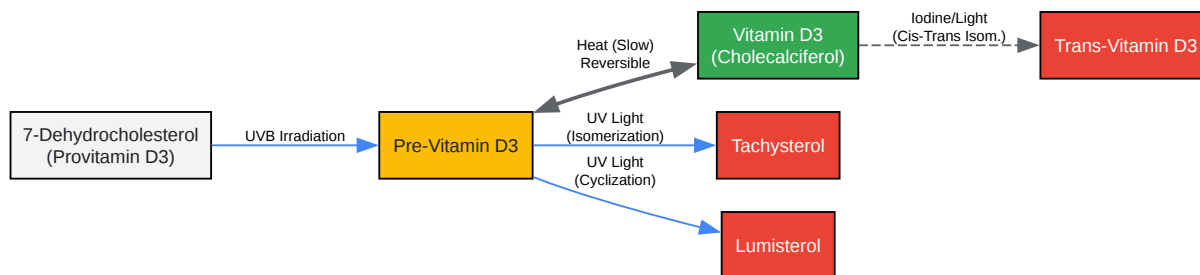 7-Dehydrocholesterol
(Provitamin D3)
UVB Irradiation
Pre-Vitamin D3
Heat (Slow)
Reversible
Vitamin D3
(Cholecalciferol)
Iodine/Light
(Cis-Trans Isom.)
Trans-Vitamin D3
UV Light
(Isomerization)
Tachysterol
UV Light
(Cyclization)
Lumisterol